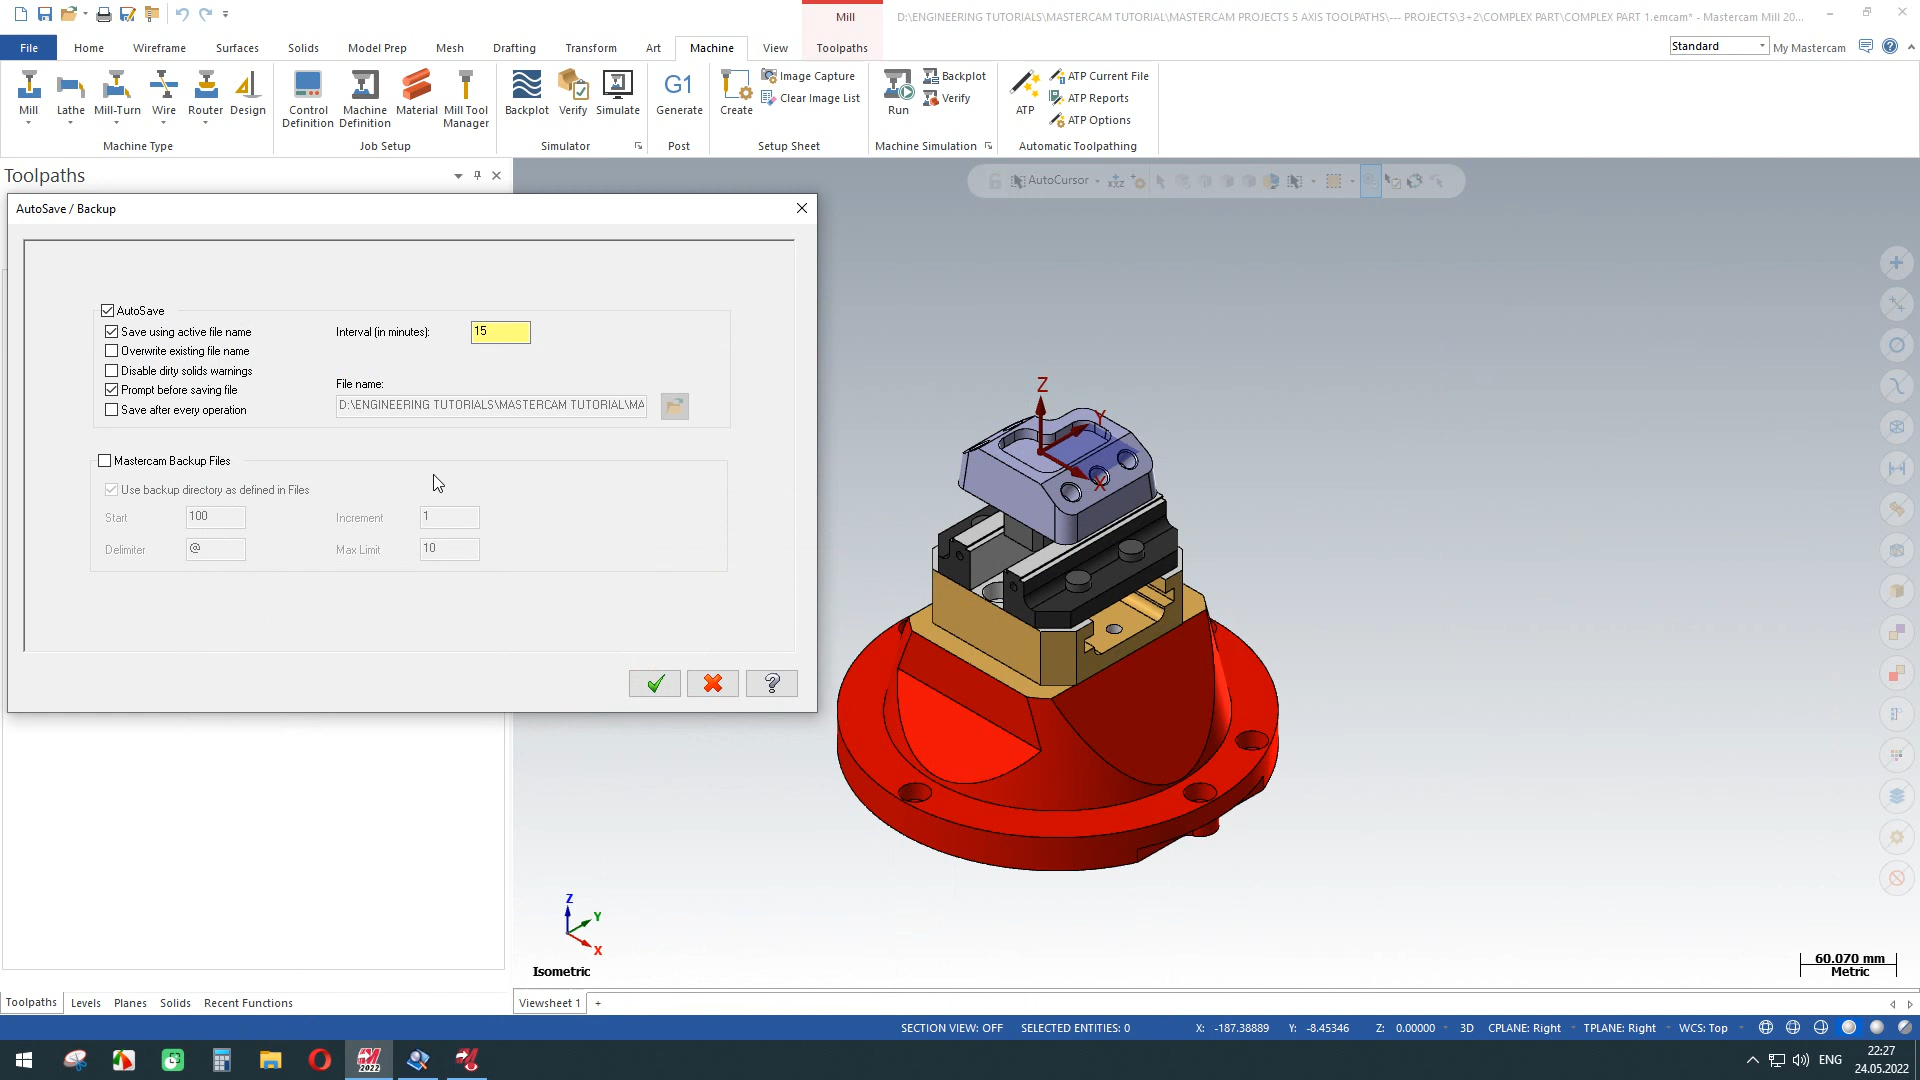 Mill
D:\ENGINEERING TUTORIALS\MASTERCAM TUTORIAL\MASTERCAM PROJECTS 5 AXIS TOOLPATHS\--- PROJECTS\3+2\COMPLEX PART\COMPLEX PART 1.emcam* - Mastercam Mill 20...
File Home Wireframe Surfaces Solids Model Prep Mesh Drafting Transform Art Machine View Toolpaths
Standard My Mastercam
Mill Lathe Mill-Turn Wire Router Design
Control Definition
Machine Definition
Material
Mill Tool Manager
Backplot Verify Simulate
G1
Generate
Create
Image Capture
Clear Image List
Run
Backplot
Verify
ATP
ATP Current File
ATP Reports
ATP Options
Machine Type Job Setup Simulator Post Setup Sheet Machine Simulation Automatic Toolpathing
Toolpaths
AutoCursor
xyz
AutoSave / Backup
AutoSave
Save using active file name
Interval (in minutes): 15
Overwrite existing file name
Disable dirty solids warnings
Prompt before saving file
File name:
Save after every operation
D:\ENGINEERING TUTORIALS\MASTERCAM TUTORIAL\MA
Mastercam Backup Files
Use backup directory as defined in Files
Start 100 Increment 1
Delimiter @ Max Limit 10
Z
Y
X
Z
Y
X
Isometric
60.070 mm
Metric
Toolpaths Levels Planes Solids Recent Functions
Viewsheet 1 +
SECTION VIEW: OFF SELECTED ENTITIES: 0 X: -187.38889 Y: -8.45346 Z: 0.00000 3D CPLANE: Right TPLANE: Right WCS: Top
2022
ENG
22:27
24.05.2022